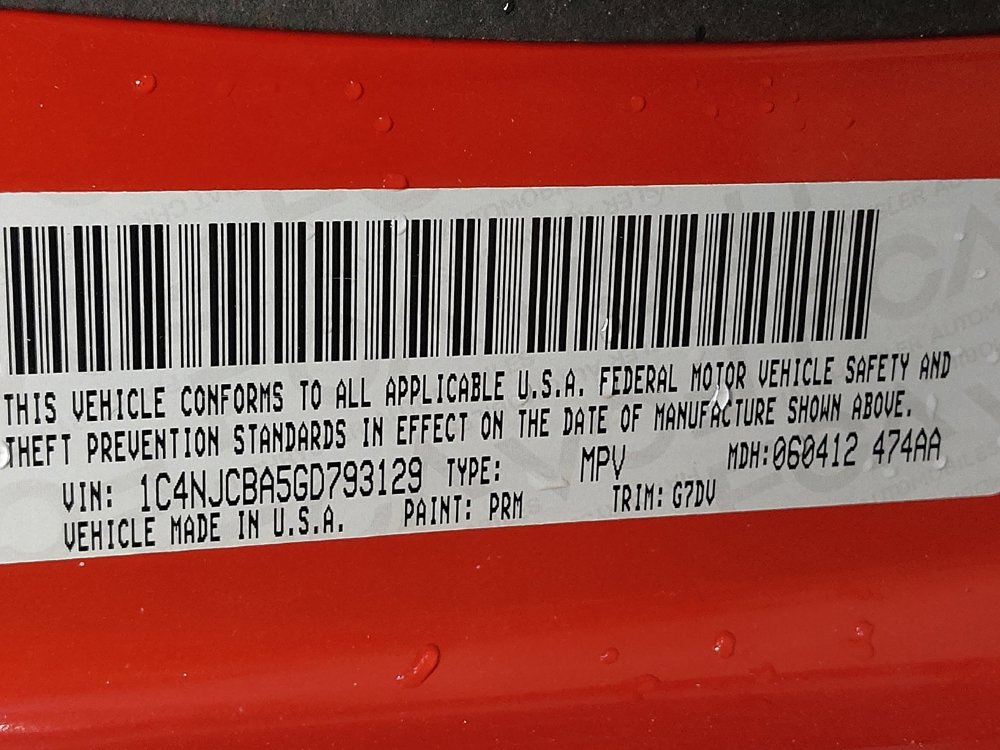 THIS VEHICLE CONFORMS TO ALL APPLICABLE U.S.A. FEDERAL MOTOR VEHICLE SAFETY AND
THEFT PREVENTION STANDARDS IN EFFECT ON THE DATE OF MANUFACTURE SHOWN ABOVE.
VIN: 1C4NJCBA5GD793129 TYPE: MPV MDH:060412 474AA
VEHICLE MADE IN U.S.A. PAINT: PRM TRIM: G7DV